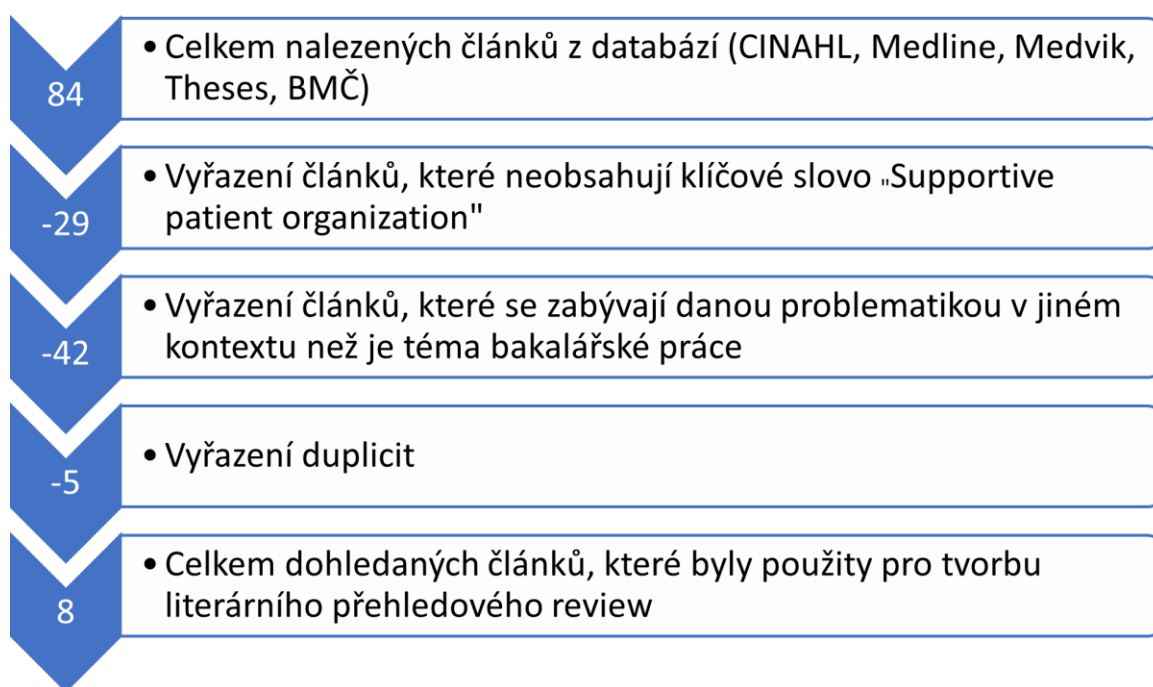 84
• Celkem nalezených článků z databází (CINAHL, Medline, Medvik,
Theses, BMČ)
-29
• Vyřazení článků, které neobsahují klíčové slovo "Supportive
patient organization"
-42
• Vyřazení článků, které se zabývají danou problematikou v jiném
kontextu než je téma bakalářské práce
-5
• Vyřazení duplicit
8
• Celkem dohledaných článků, které byly použity pro tvorbu
literárního přehledového review